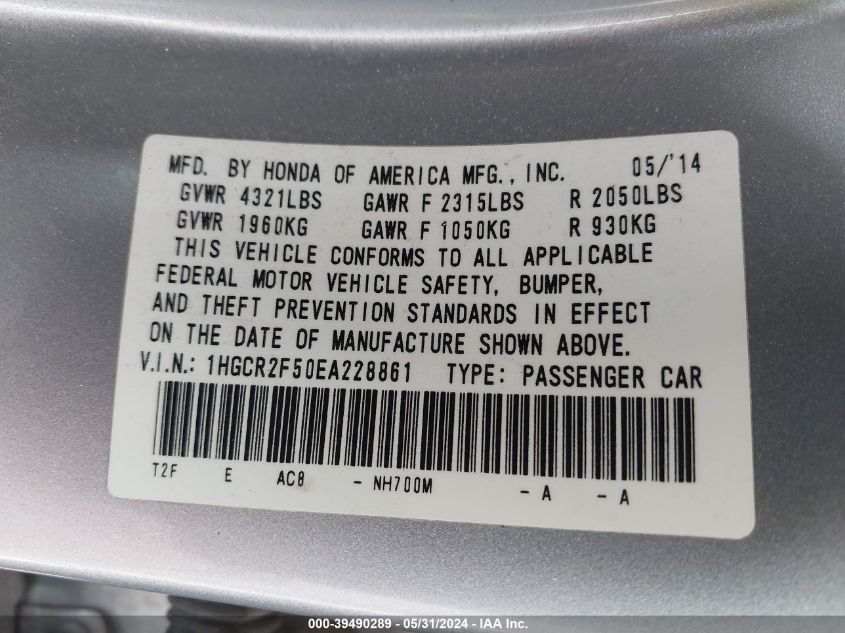 MFD. BY HONDA OF AMERICA MFG., INC. 05/'14
GVWR 4321LBS GAWR F 2315LBS R 2050LBS
GVWR 1960KG GAWR F 1050KG R 930KG
THIS VEHICLE CONFORMS TO ALL APPLICABLE
FEDERAL MOTOR VEHICLE SAFETY, BUMPER,
AND THEFT PREVENTION STANDARDS IN EFFECT
ON THE DATE OF MANUFACTURE SHOWN ABOVE.
V.I.N.: 1HGCR2F50EA228861 TYPE: PASSENGER CAR
T2F E AC8 - NH700M - A - A
000-39490289 - 05/31/2024 - IAA Inc.